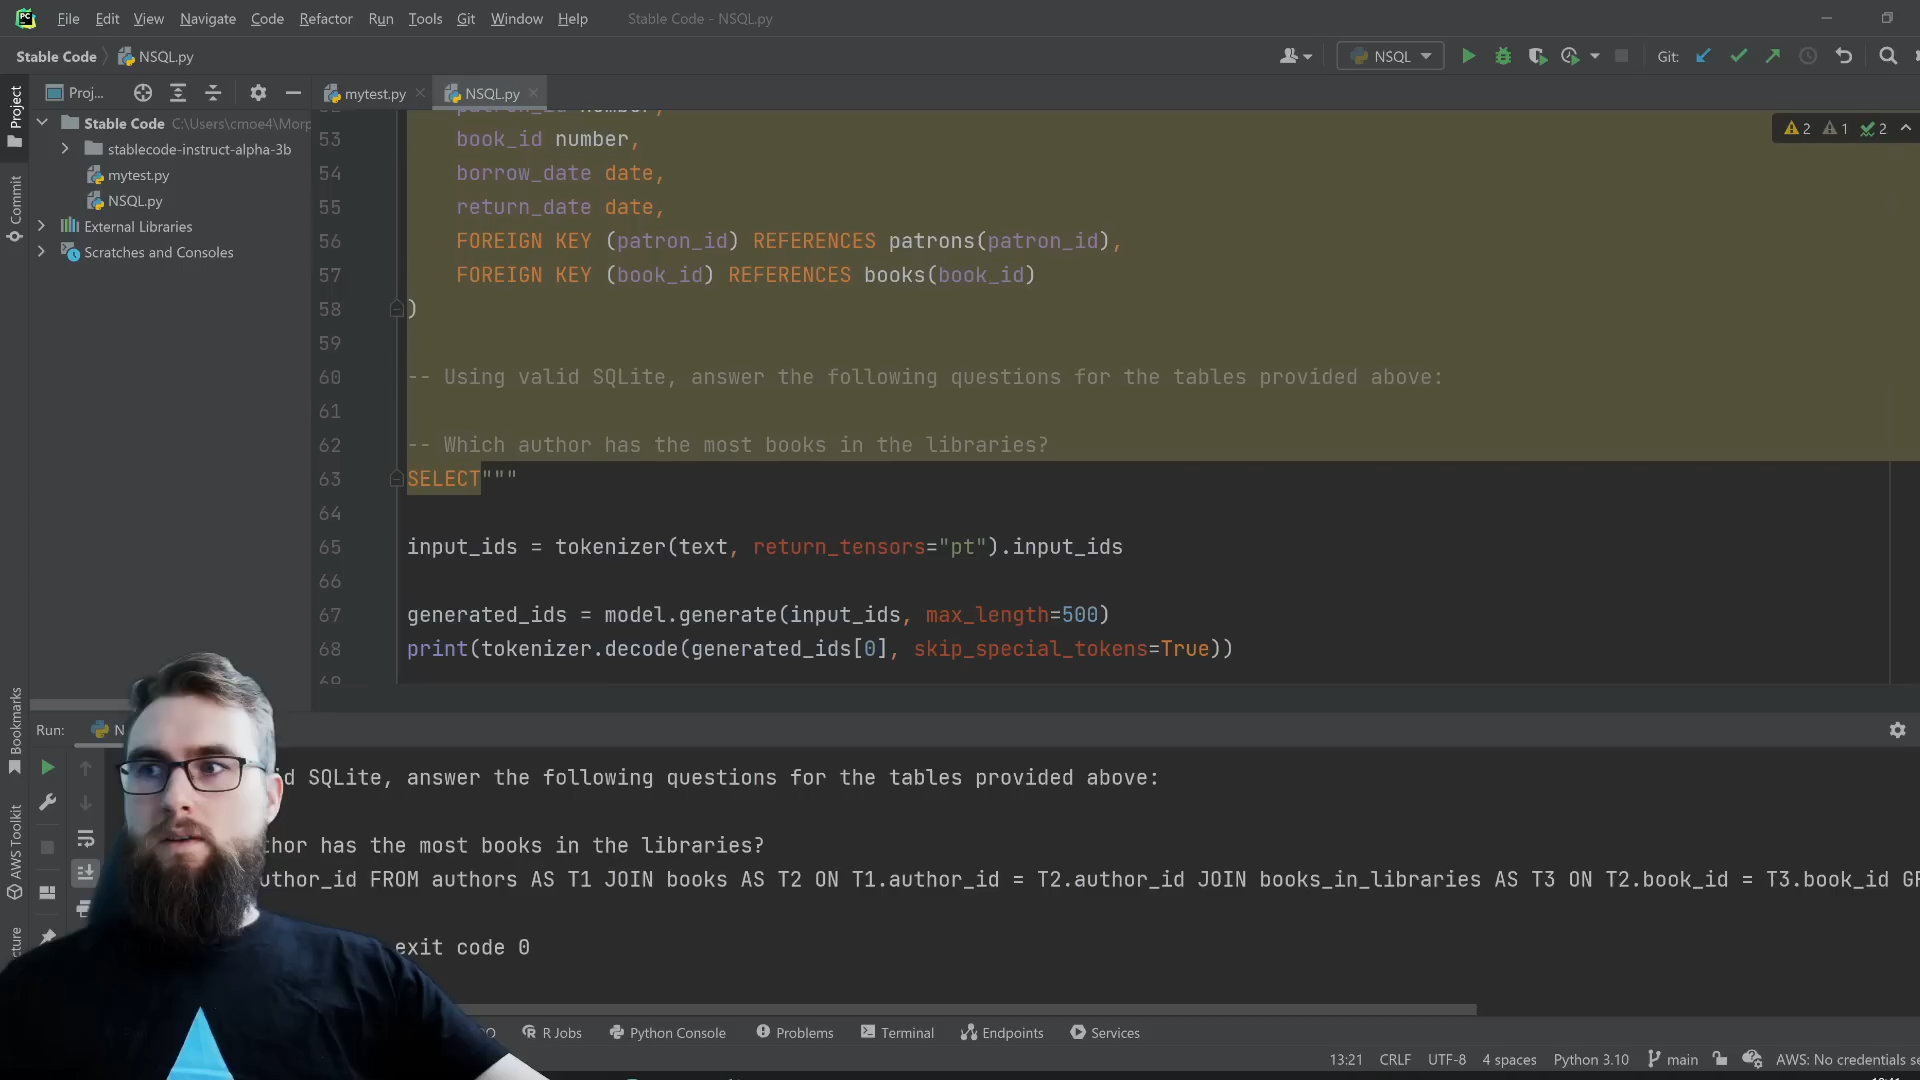 PC File Edit View Navigate Code Refactor Run Tools Git Window Help Stable Code - NSQL.py
Stable Code NSQL.py NSQL Git:
Project Proj... mytest.py NSQL.py
Stable Code C:\Users\cmoe4\Morp
stablecode-instruct-alpha-3b
mytest.py
NSQL.py
External Libraries
Scratches and Consoles
Commit
2 1 2
53 book_id number,
54 borrow_date date,
55 return_date date,
56 FOREIGN KEY (patron_id) REFERENCES patrons(patron_id),
57 FOREIGN KEY (book_id) REFERENCES books(book_id)
58 )
59
60 -- Using valid SQLite, answer the following questions for the tables provided above:
61
62 -- Which author has the most books in the libraries?
63 SELECT"""
64
65 input_ids = tokenizer(text, return_tensors="pt").input_ids
66
67 generated_ids = model.generate(input_ids, max_length=500)
68 print(tokenizer.decode(generated_ids[0], skip_special_tokens=True))
69
Bookmarks
AWS Toolkit
Run: N
SQLite, answer the following questions for the tables provided above:
thor has the most books in the libraries?
uthor_id FROM authors AS T1 JOIN books AS T2 ON T1.author_id = T2.author_id JOIN books_in_libraries AS T3 ON T2.book_id = T3.book_id
exit code 0
R Jobs Python Console Problems Terminal Endpoints Services
13:21 CRLF UTF-8 4 spaces Python 3.10 main AWS: No credentials se